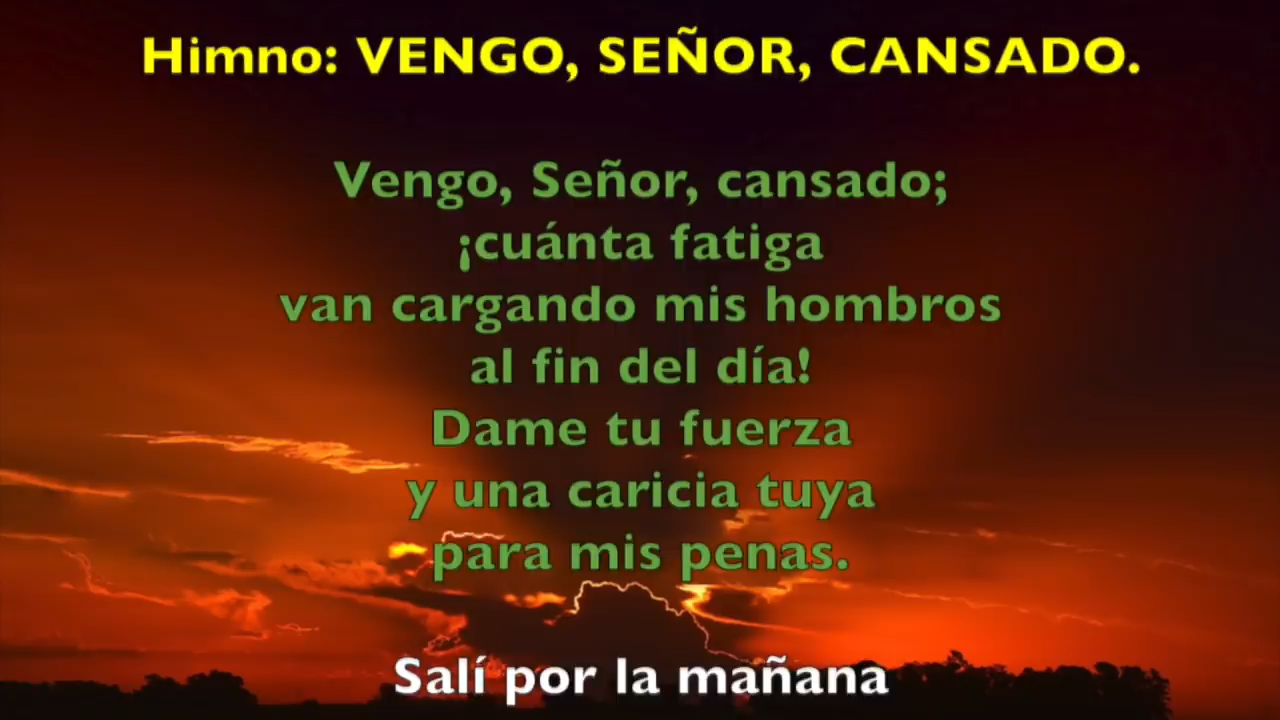 Himno: VENGO, SEÑOR, CANSADO.
Vengo, Señor, cansado;
¡cuánta fatiga
van cargando mis hombros
al fin del día!
Dame tu fuerza
y una caricia tuya
para mis penas.
Salí por la mañana